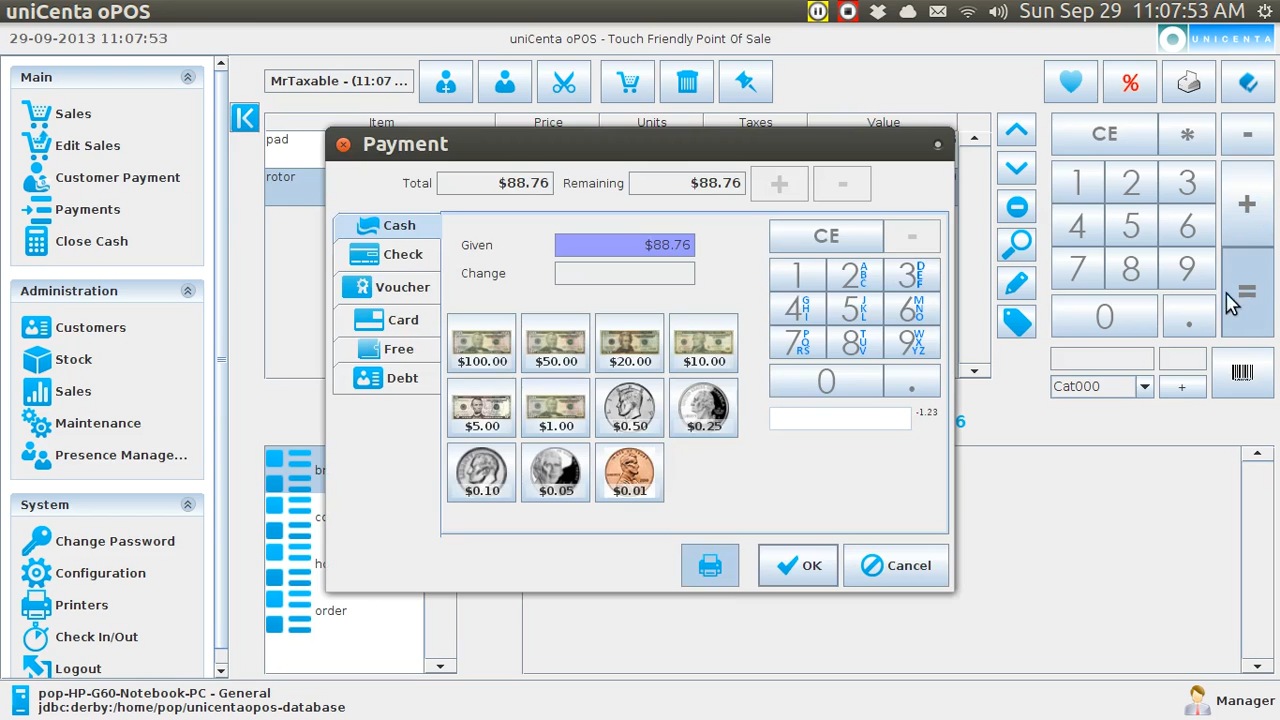 uniCenta oPOS
Sun Sep 29 11:07:53 AM
29-09-2013 11:07:53
uniCenta oPOS - Touch Friendly Point Of Sale
UNICENTA
Main
Sales
Edit Sales
Customer Payment
Payments
Close Cash
Administration
Customers
Stock
Sales
Maintenance
Presence Manage...
System
Change Password
Configuration
Printers
Check In/Out
Logout
MrTaxable - (11:07 ...
%
Item Price Units Taxes Value
pad
rotor
Payment
Total $88.76 Remaining $88.76 + -
Cash
Check
Voucher
Card
Free
Debt
Given $88.76
Change
$100.00 $50.00 $20.00 $10.00
$5.00 $1.00 $0.50 $0.25
$0.10 $0.05 $0.01
CE -
1 2 ABC 3 DEF
4 GHI 5 JKL 6 MNO
7 PQRS 8 TUV 9 WXYZ
0 .
-1.23
OK Cancel
CE * -
1 2 3 +
4 5 6
7 8 9 =
0 .
Cat000 +
6
br
co
ho
order
pop-HP-G60-Notebook-PC - General
jdbc:derby:/home/pop/unicentaopos-database
Manager